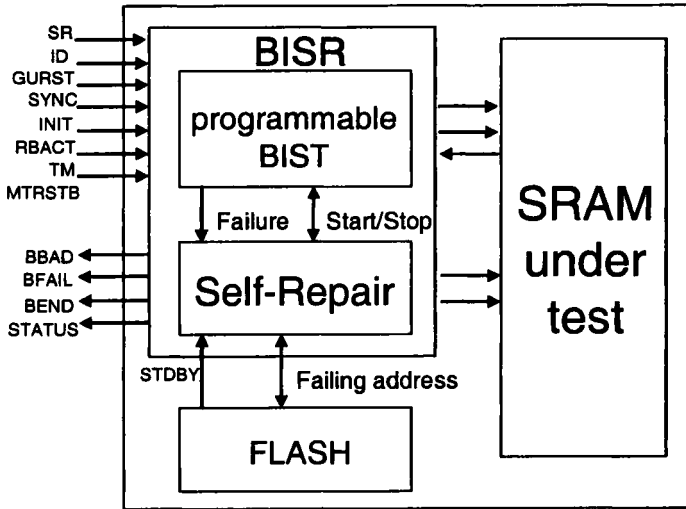 SR
ID
GURST
SYNC
INIT
RBACT
TM
MTRSTB
BBAD
BFAIL
BEND
STATUS
BISR
programmable
BIST
Failure
Start/Stop
Self-Repair
STDBY
Failing address
FLASH
SRAM
under
test